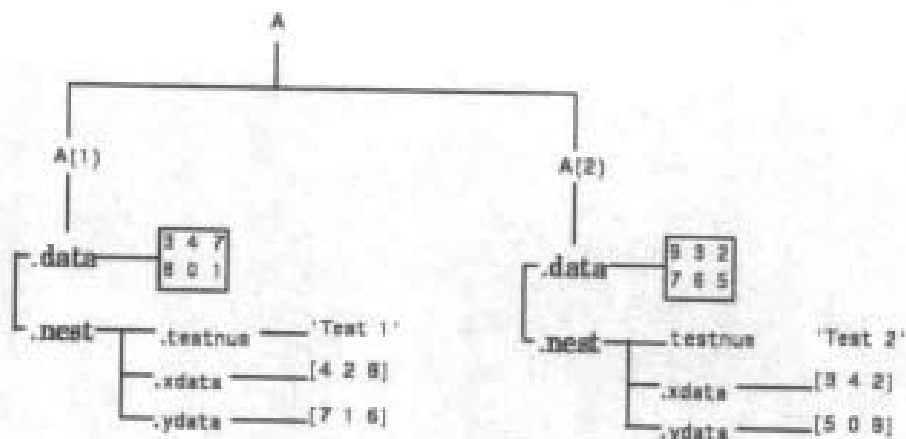 A
A(1)
A(2)
.data
3 4 7
8 0 1
.data
9 3 2
7 6 5
.nest
.testnum
'Test 1'
.xdata
[4 2 8]
.ydata
[7 1 6]
.nest
.testnum
'Test 2'
.xdata
[3 4 2]
.ydata
[5 0 9]